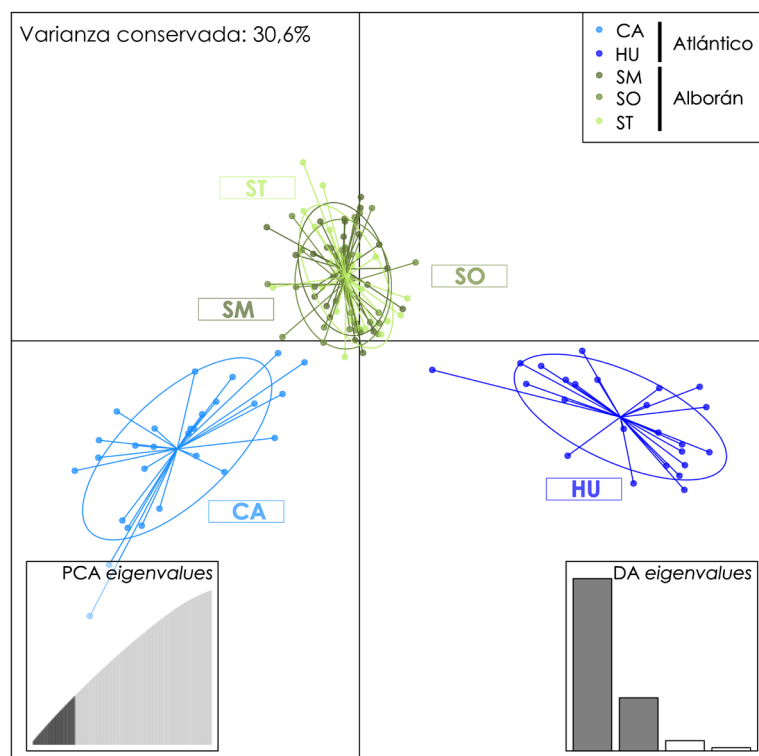 Varianza conservada: 30,6%
CA
HU
Atlántico
SM
SO
ST
Alborán
ST
SO
SM
CA
HU
PCA eigenvalues
DA eigenvalues